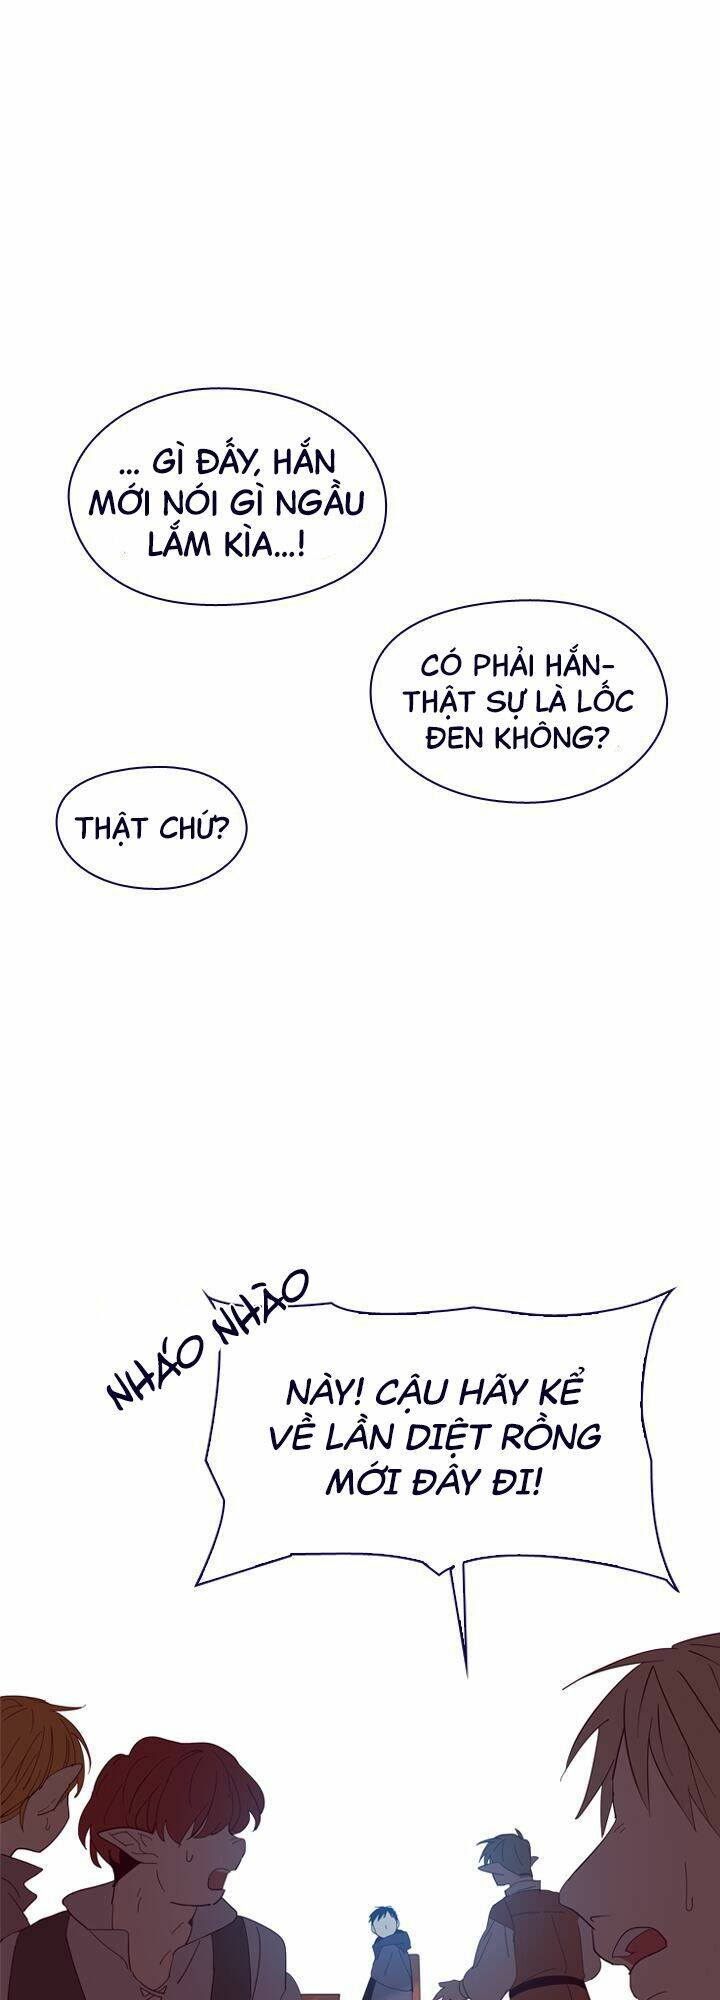 ... GÌ ĐẤY, HẮN
MỚI NÓI GÌ NGẦU
LẮM KÌA...!
CÓ PHẢI HẮN-
THẬT SỰ LÀ LỐC
ĐEN KHÔNG?
THẬT CHỨ?
NHÁO NHÀO
NÀY! CẬU HÃY KỂ
VỀ LẦN DIỆT RỒNG
MỚI ĐÂY ĐI!